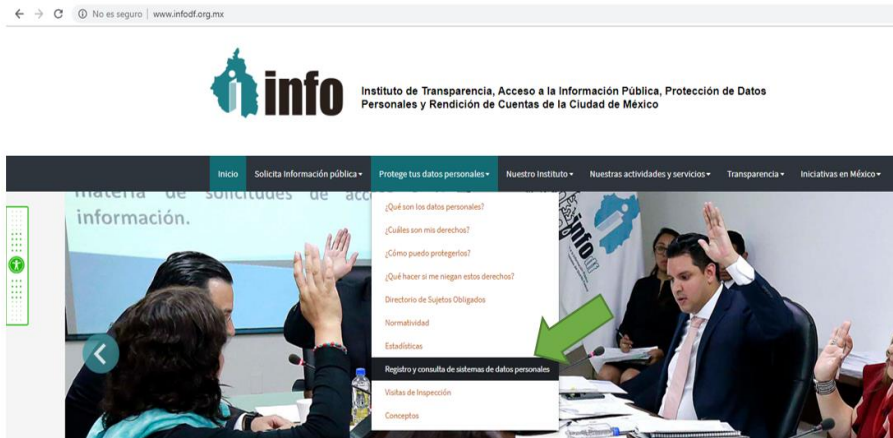 No es seguro | www.infodf.org.mx
info
Instituto de Transparencia, Acceso a la Información Pública, Protección de Datos
Personales y Rendición de Cuentas de la Ciudad de México
Inicio Solicita Información pública Protege tus datos personales Nuestro Instituto Nuestras actividades y servicios Transparencia Iniciativas en México
materia de solicitudes de acc
información.
¿Qué son los datos personales?
¿Cuáles son mis derechos?
¿Cómo puedo protegerlos?
¿Qué hacer si me niegan estos derechos?
Directorio de Sujetos Obligados
Normatividad
Estadísticas
Registro y consulta de sistemas de datos personales
Visitas de Inspección
Conceptos
info